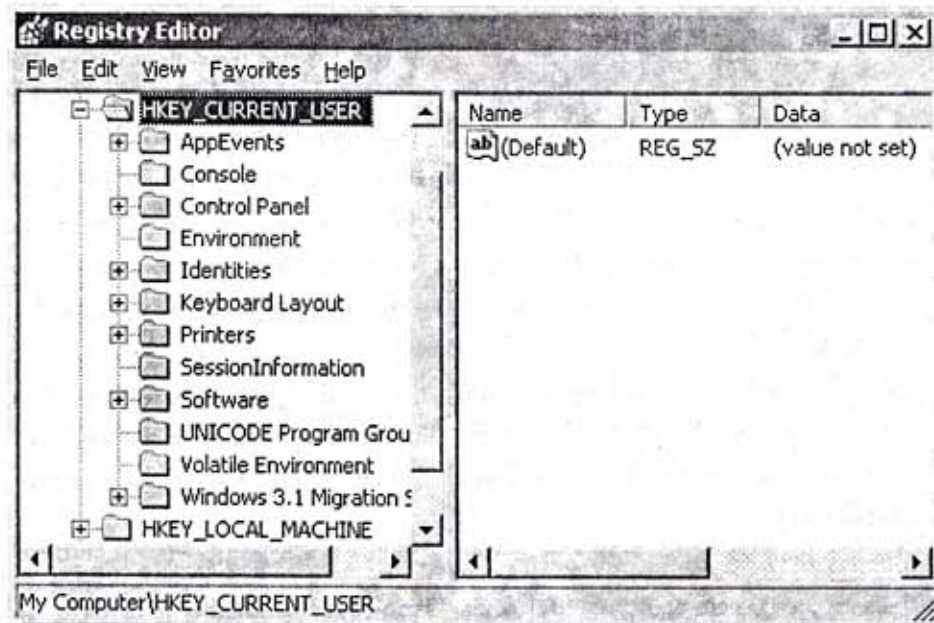 Registry Editor
File Edit View Favorites Help
HKEY_CURRENT_USER
AppEvents
Console
Control Panel
Environment
Identities
Keyboard Layout
Printers
SessionInformation
Software
UNICODE Program Grou
Volatile Environment
Windows 3.1 Migration S
HKEY_LOCAL_MACHINE
Name Type Data
ab (Default) REG_SZ (value not set)
My Computer\HKEY_CURRENT_USER